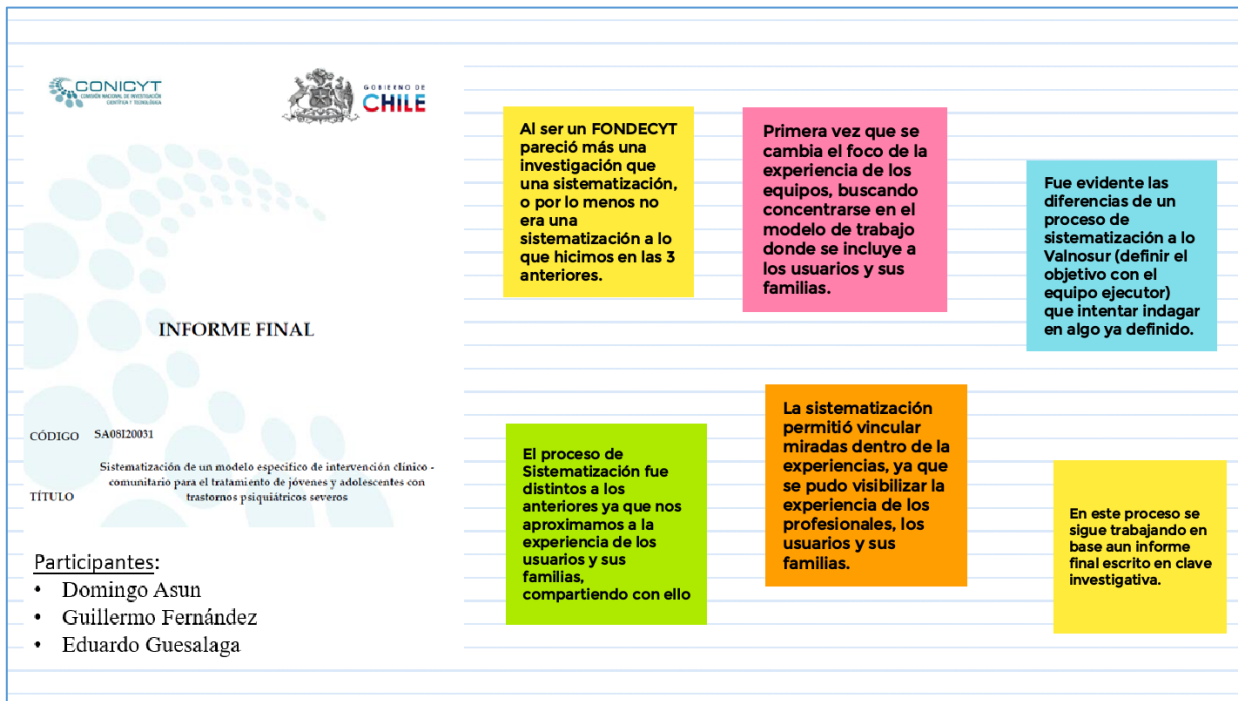 CONICYT
COMISIÓN NACIONAL DE INVESTIGACIÓN
CIENTÍFICA Y TECNOLÓGICA
GOBIERNO DE
CHILE
INFORME FINAL
CÓDIGO SA08I20031
Sistematización de un modelo específico de intervención clínico -
comunitario para el tratamiento de jóvenes y adolescentes con
TÍTULO trastornos psiquiátricos severos
Participantes:
• Domingo Asun
• Guillermo Fernández
• Eduardo Guesalaga
Al ser un FONDECYT
pareció más una
investigación que
una sistematización,
o por lo menos no
era una
sistematización a lo
que hicimos en las 3
anteriores.
Primera vez que se
cambia el foco de la
experiencia de los
equipos, buscando
concentrarse en el
modelo de trabajo
donde se incluye a
los usuarios y sus
familias.
Fue evidente las
diferencias de un
proceso de
sistematización a lo
Valnosur (definir el
objetivo con el
equipo ejecutor)
que intentar indagar
en algo ya definido.
El proceso de
Sistematización fue
distintos a los
anteriores ya que nos
aproximamos a la
experiencia de los
usuarios y sus
familias,
compartiendo con ello
La sistematización
permitió vincular
miradas dentro de la
experiencias, ya que
se pudo visibilizar la
experiencia de los
profesionales, los
usuarios y sus
familias.
En este proceso se
sigue trabajando en
base aun informe
final escrito en clave
investigativa.